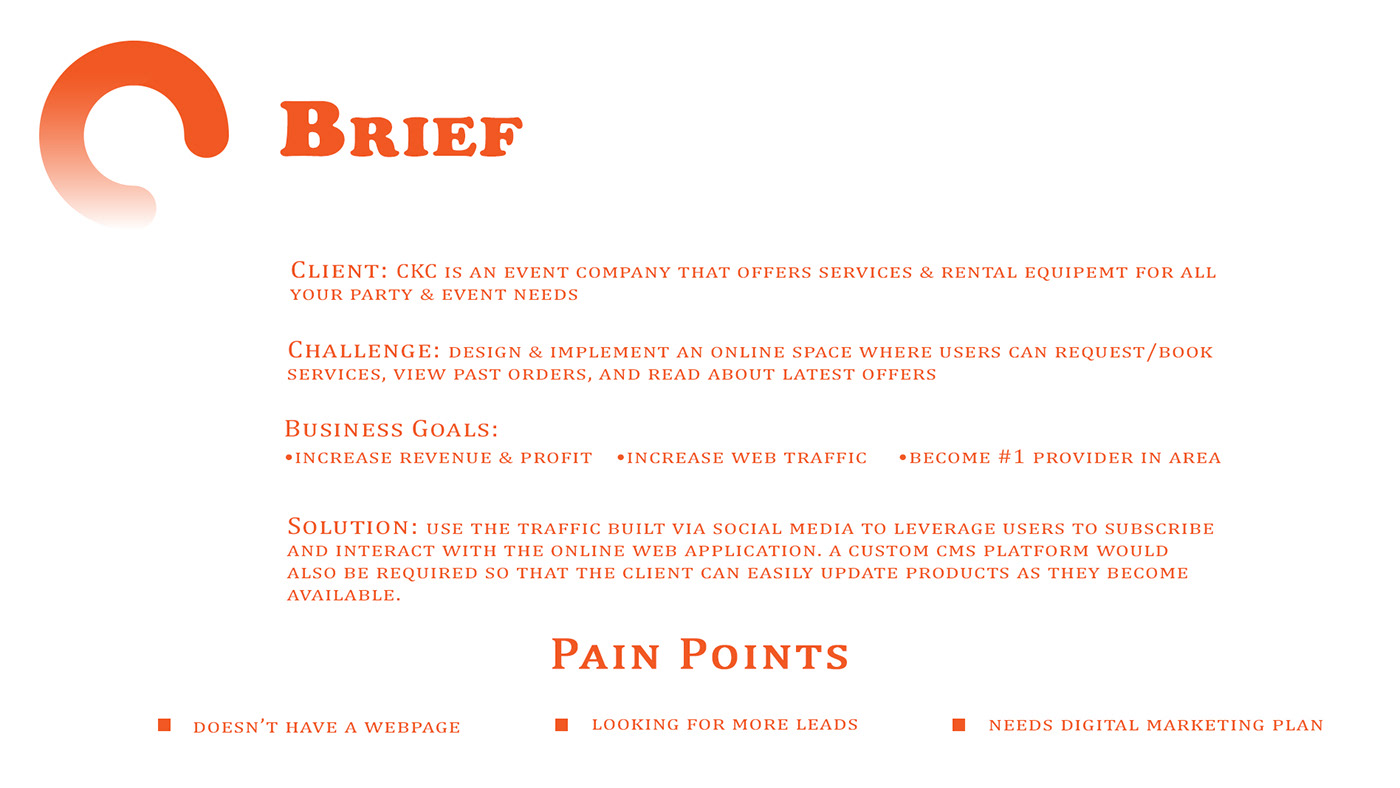 Brief
Client: CKC is an event company that offers services & rental equipemt for all
your party & event needs
Challenge: design & implement an online space where users can request/book
services, view past orders, and read about latest offers
Business Goals:
•increase revenue & profit •increase web traffic •become #1 provider in area
Solution: use the traffic built via social media to leverage users to subscribe
and interact with the online web application. a custom cms platform would
also be required so that the client can easily update products as they become
available.
Pain Points
■ doesn't have a webpage ■ looking for more leads ■ needs digital marketing plan